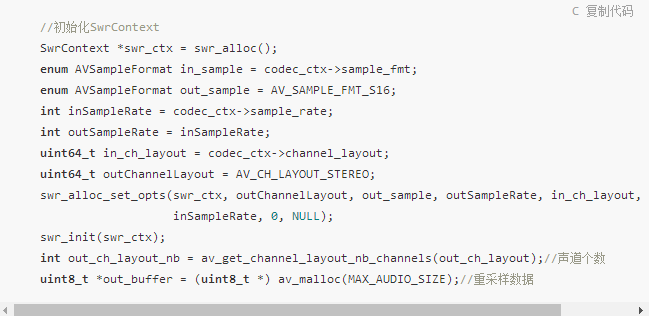 C 复制代码
//初始化SwrContext
SwrContext *swr_ctx = swr_alloc();
enum AVSampleFormat in_sample = codec_ctx->sample_fmt;
enum AVSampleFormat out_sample = AV_SAMPLE_FMT_S16;
int inSampleRate = codec_ctx->sample_rate;
int outSampleRate = inSampleRate;
uint64_t in_ch_layout = codec_ctx->channel_layout;
uint64_t outChannelLayout = AV_CH_LAYOUT_STEREO;
swr_alloc_set_opts(swr_ctx, outChannelLayout, out_sample, outSampleRate, in_ch_layout,
inSampleRate, 0, NULL);
swr_init(swr_ctx);
int out_ch_layout_nb = av_get_channel_layout_nb_channels(out_ch_layout);//声道个数
uint8_t *out_buffer = (uint8_t *) av_malloc(MAX_AUDIO_SIZE);//重采样数据